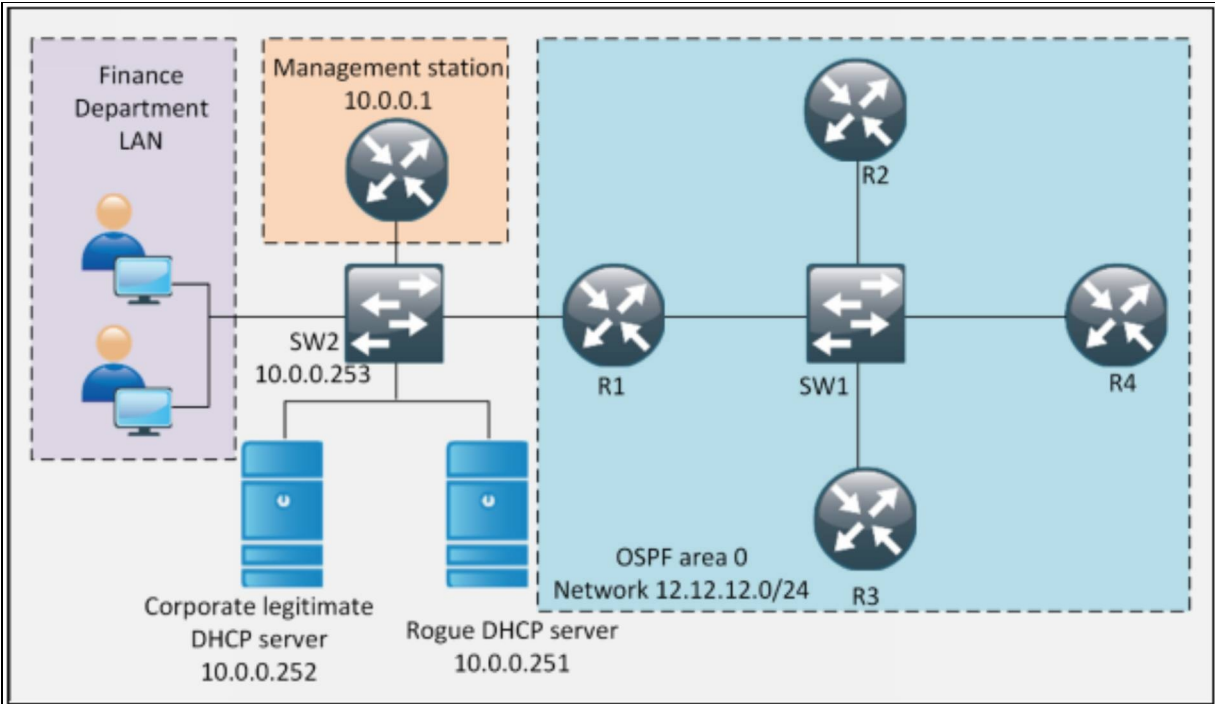 Finance
Department
LAN
Management station
10.0.0.1
R2
SW2
10.0.0.253
R1
SW1
R4
OSPF area 0
Network 12.12.12.0/24
R3
Corporate legitimate
DHCP server
10.0.0.252
Rogue DHCP server
10.0.0.251